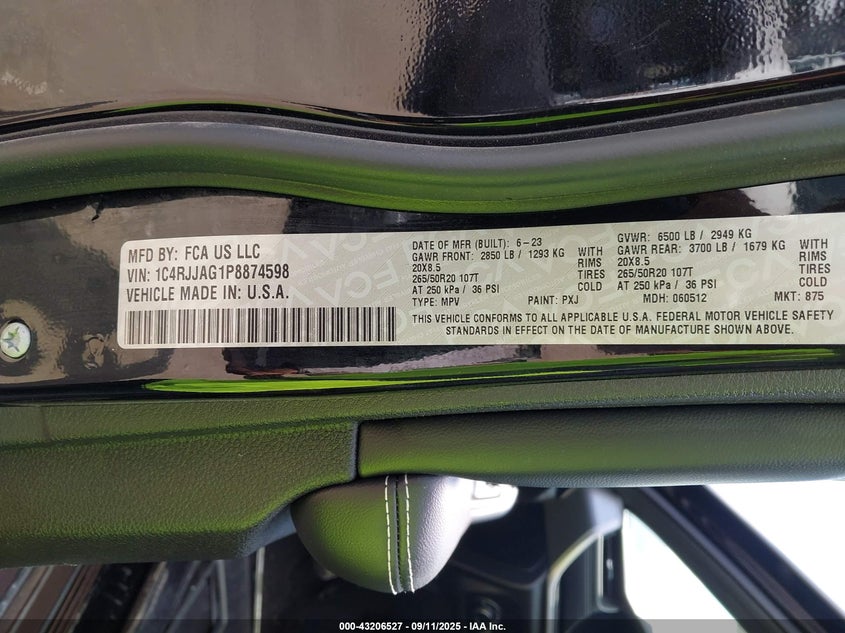 MFD BY: FCA US LLC
VIN: 1C4RJJAG1P8874598
VEHICLE MADE IN: U.S.A.
DATE OF MFR (BUILT): 6-23
GVWR: 6500 LB / 2949 KG
GAWR FRONT: 2850 LB / 1293 KG WITH
GAWR REAR: 3700 LB / 1679 KG WITH
20X8.5 RIMS
20X8.5 RIMS
265/50R20 107T
265/50R20 107T
AT 250 kPa / 36 PSI COLD
AT 250 kPa / 36 PSI COLD
TYPE: MPV PAINT: PXJ MDH: 060512 MKT: 875
THIS VEHICLE CONFORMS TO ALL APPLICABLE U.S.A. FEDERAL MOTOR VEHICLE SAFETY
STANDARDS IN EFFECT ON THE DATE OF MANUFACTURE SHOWN ABOVE.
000-43206527 - 09/11/2025 - IAA Inc.